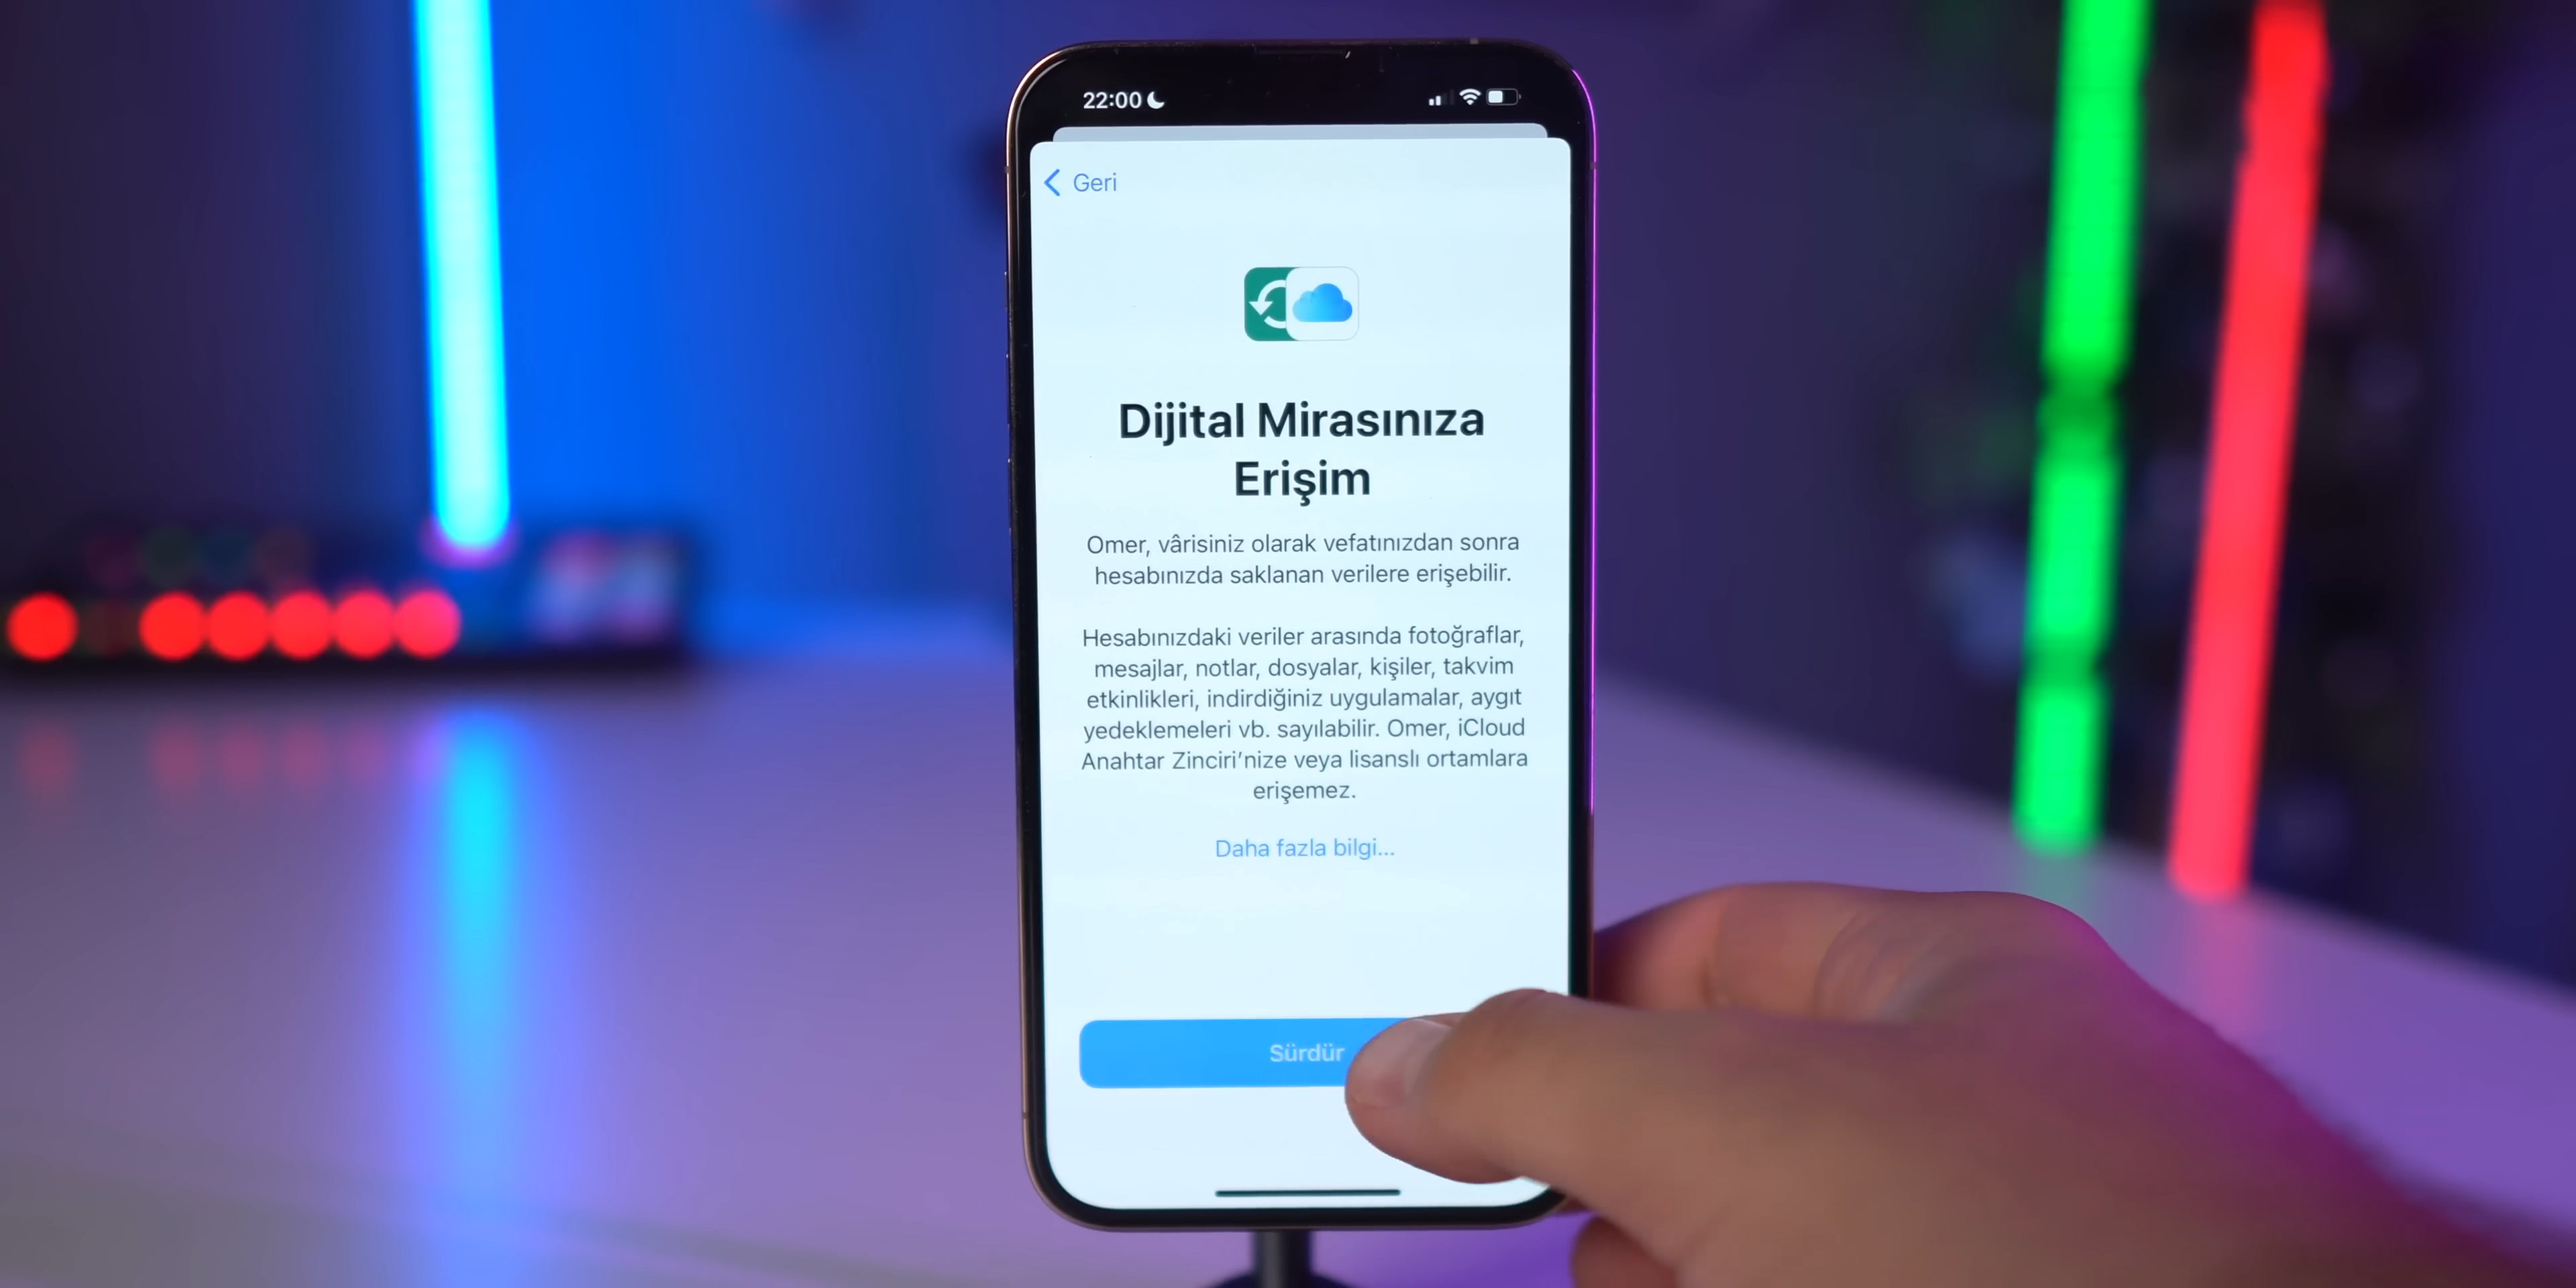 22:00
Geri
Dijital Mirasınıza
Erişim
Omer, vârisiniz olarak vefatınızdan sonra
hesabınızda saklanan verilere erişebilir.
Hesabınızdaki veriler arasında fotoğraflar,
mesajlar, notlar, dosyalar, kişiler, takvim
etkinlikleri, indirdiğiniz uygulamalar, aygıt
yedeklemeleri vb. sayılabilir. Omer, iCloud
Anahtar Zinciri’nize veya lisanslı ortamlara
erişemez.
Daha fazla bilgi...
Sürdür